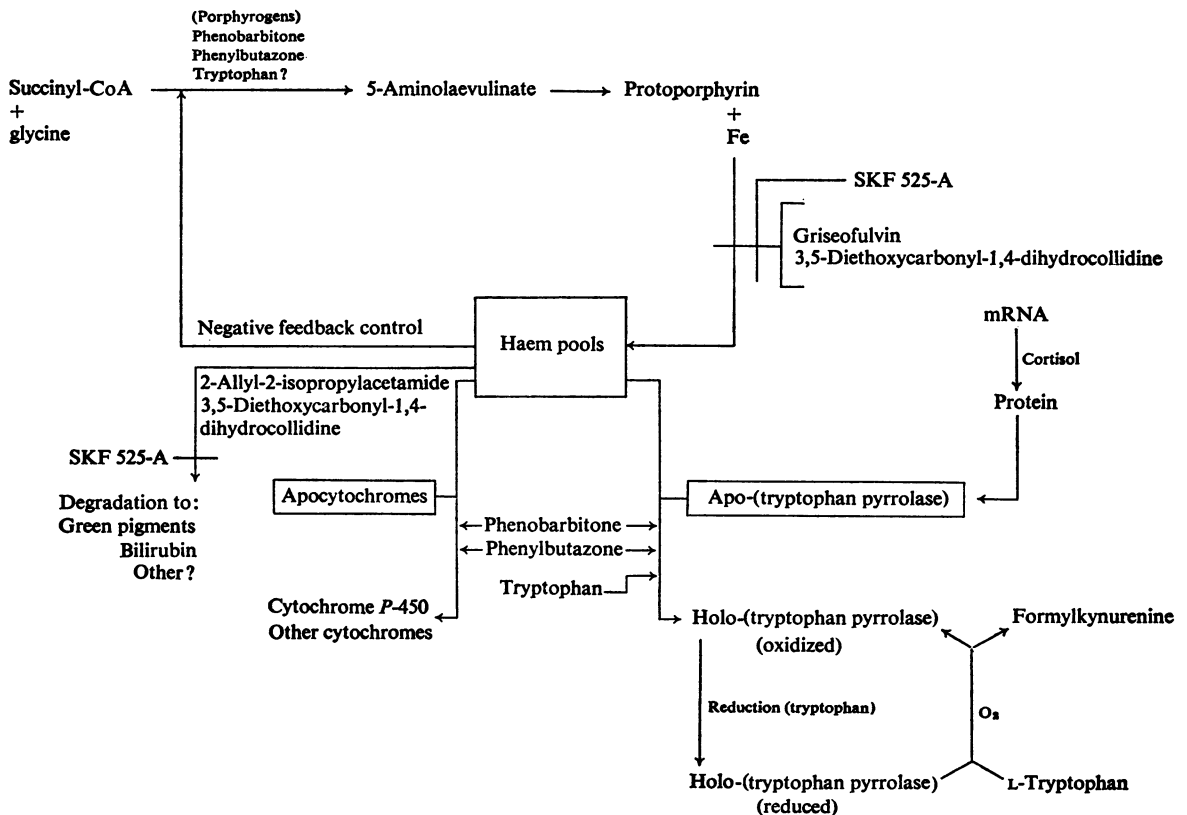 (Porphyrogens)
Phenobarbitone
Phenylbutazone
Tryptophan?
Succinyl-CoA
+
glycine
5-Aminolaevulinate
Protoporphyrin
+
Fe
SKF 525-A
Griseofulvin
3,5-Diethoxycarbonyl-1,4-dihydrocollidine
Negative feedback control
Haem pools
mRNA
Cortisol
Protein
2-Allyl-2-isopropylacetamide
3,5-Diethoxycarbonyl-1,4-
dihydrocollidine
SKF 525-A
Degradation to:
Green pigments
Bilirubin
Other?
Apocytochromes
Apo-(tryptophan pyrrolase)
Phenobarbitone
Phenylbutazone
Tryptophan
Cytochrome P-450
Other cytochromes
Holo-(tryptophan pyrrolase)
(oxidized)
Formylkynurenine
Reduction (tryptophan)
O₂
Holo-(tryptophan pyrrolase)
(reduced)
L-Tryptophan